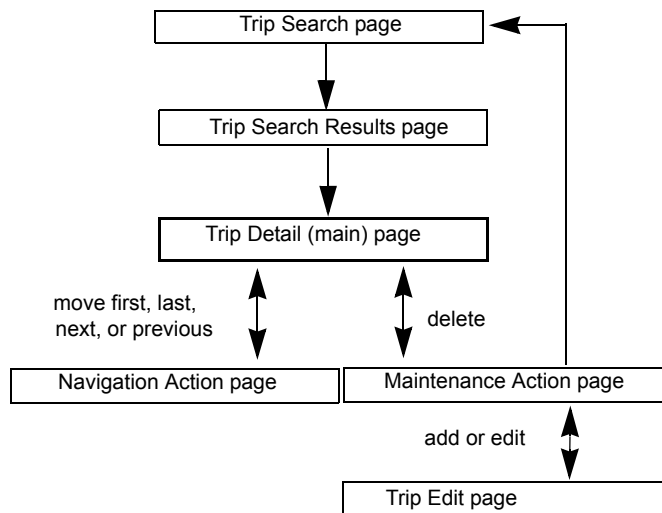 Trip Search page
Trip Search Results page
Trip Detail (main) page
move first, last,
next, or previous
delete
Navigation Action page
Maintenance Action page
add or edit
Trip Edit page